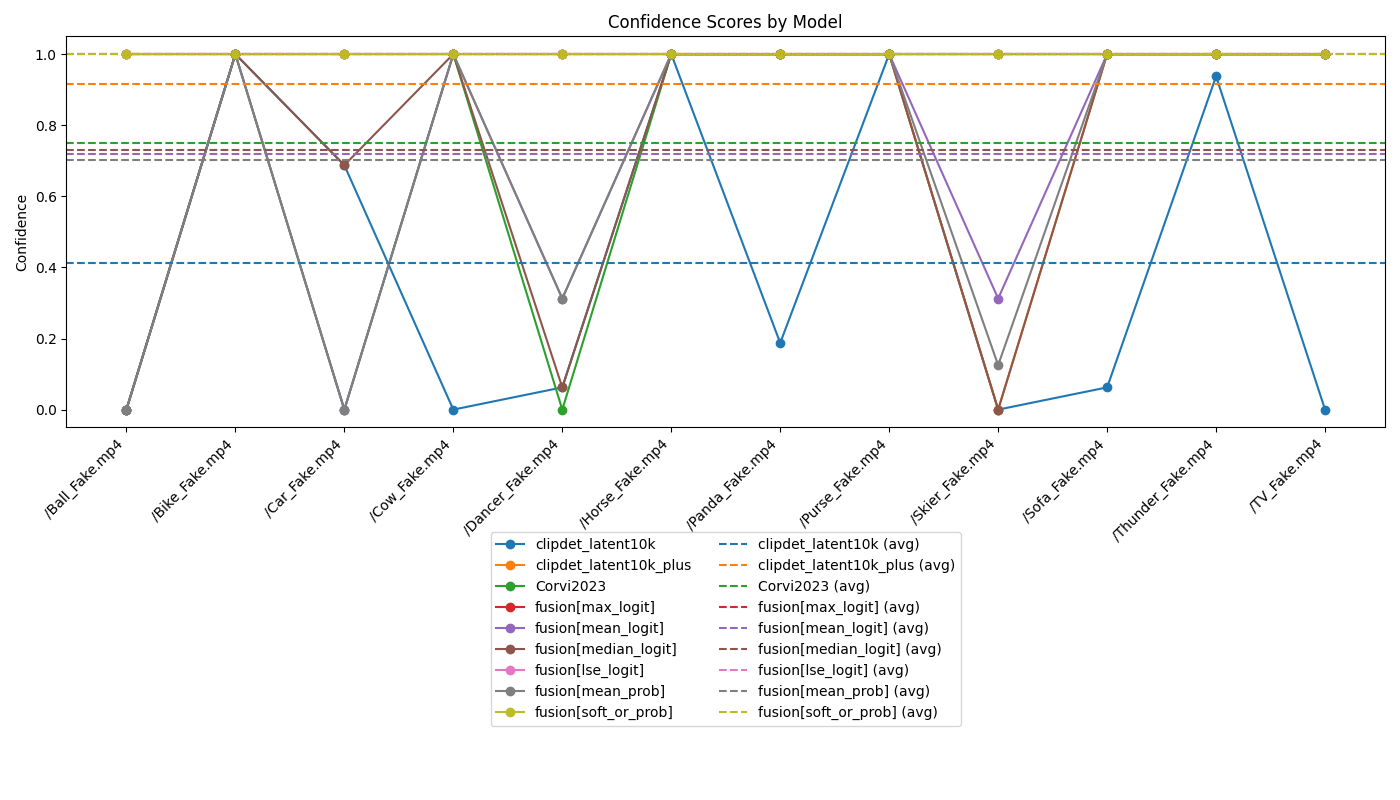 Confidence Scores by Model
1.0
0.8
0.6
0.4
0.2
0.0
Confidence
/Ball_Fake.mp4
/Bike_Fake.mp4
/Car_Fake.mp4
/Cow_Fake.mp4
/Dancer_Fake.mp4
/Horse_Fake.mp4
/Panda_Fake.mp4
/Purse_Fake.mp4
/Skier_Fake.mp4
/Sofa_Fake.mp4
/Thunder_Fake.mp4
/TV_Fake.mp4
clipdet_latent10k
clipdet_latent10k_plus
Corvi2023
fusion[max_logit]
fusion[mean_logit]
fusion[median_logit]
fusion[lse_logit]
fusion[mean_prob]
fusion[soft_or_prob]
clipdet_latent10k (avg)
clipdet_latent10k_plus (avg)
Corvi2023 (avg)
fusion[max_logit] (avg)
fusion[mean_logit] (avg)
fusion[median_logit] (avg)
fusion[lse_logit] (avg)
fusion[mean_prob] (avg)
fusion[soft_or_prob] (avg)